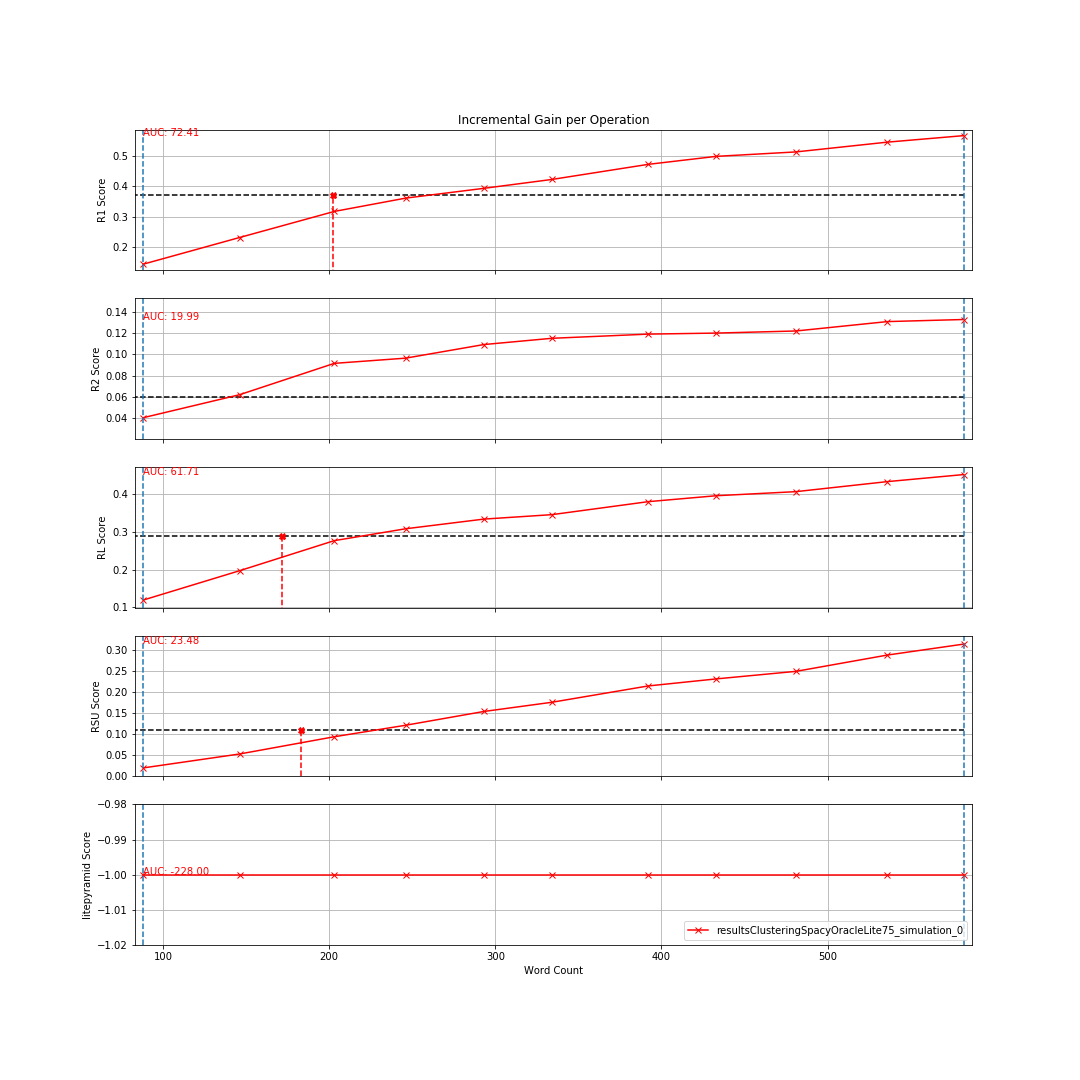 Incremental Gain per Operation
AUC: 72.41
0.5
0.4
0.3
0.2
R1 Score
AUC: 19.99
0.14
0.12
0.10
0.08
0.06
0.04
R2 Score
AUC: 61.71
0.4
0.3
0.2
0.1
RL Score
AUC: 23.48
0.30
0.25
0.20
0.15
0.10
0.05
0.00
RSU Score
−0.98
−0.99
−1.00
−1.01
−1.02
litepyramid Score
AUC: -228.00
resultsClusteringSpacyOracleLite75_simulation_0
100 200 300 400 500
Word Count